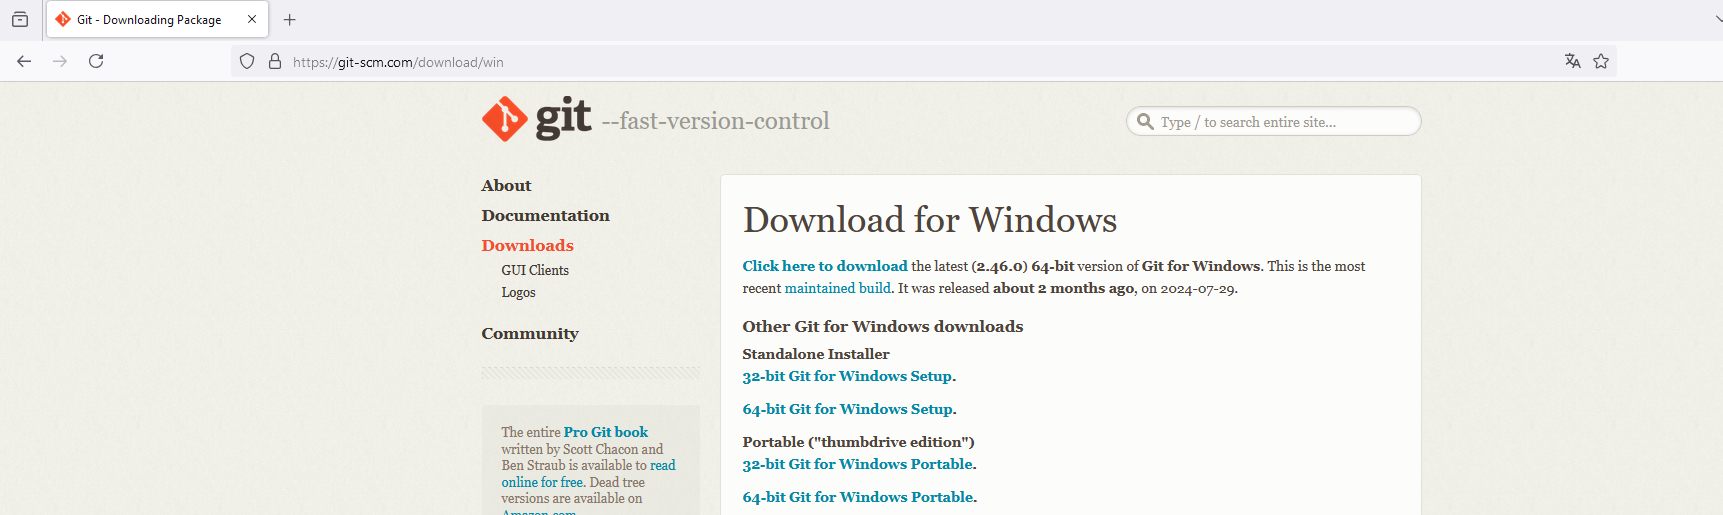 Git - Downloading Package
https://git-scm.com/download/win
git --fast-version-control
Type / to search entire site...
About
Documentation
Downloads
GUI Clients
Logos
Community
The entire Pro Git book
written by Scott Chacon and
Ben Straub is available to read
online for free. Dead tree
versions are available on
Amazon.com.
Download for Windows
Click here to download the latest (2.46.0) 64-bit version of Git for Windows. This is the most
recent maintained build. It was released about 2 months ago, on 2024-07-29.
Other Git for Windows downloads
Standalone Installer
32-bit Git for Windows Setup.
64-bit Git for Windows Setup.
Portable ("thumbdrive edition")
32-bit Git for Windows Portable.
64-bit Git for Windows Portable.